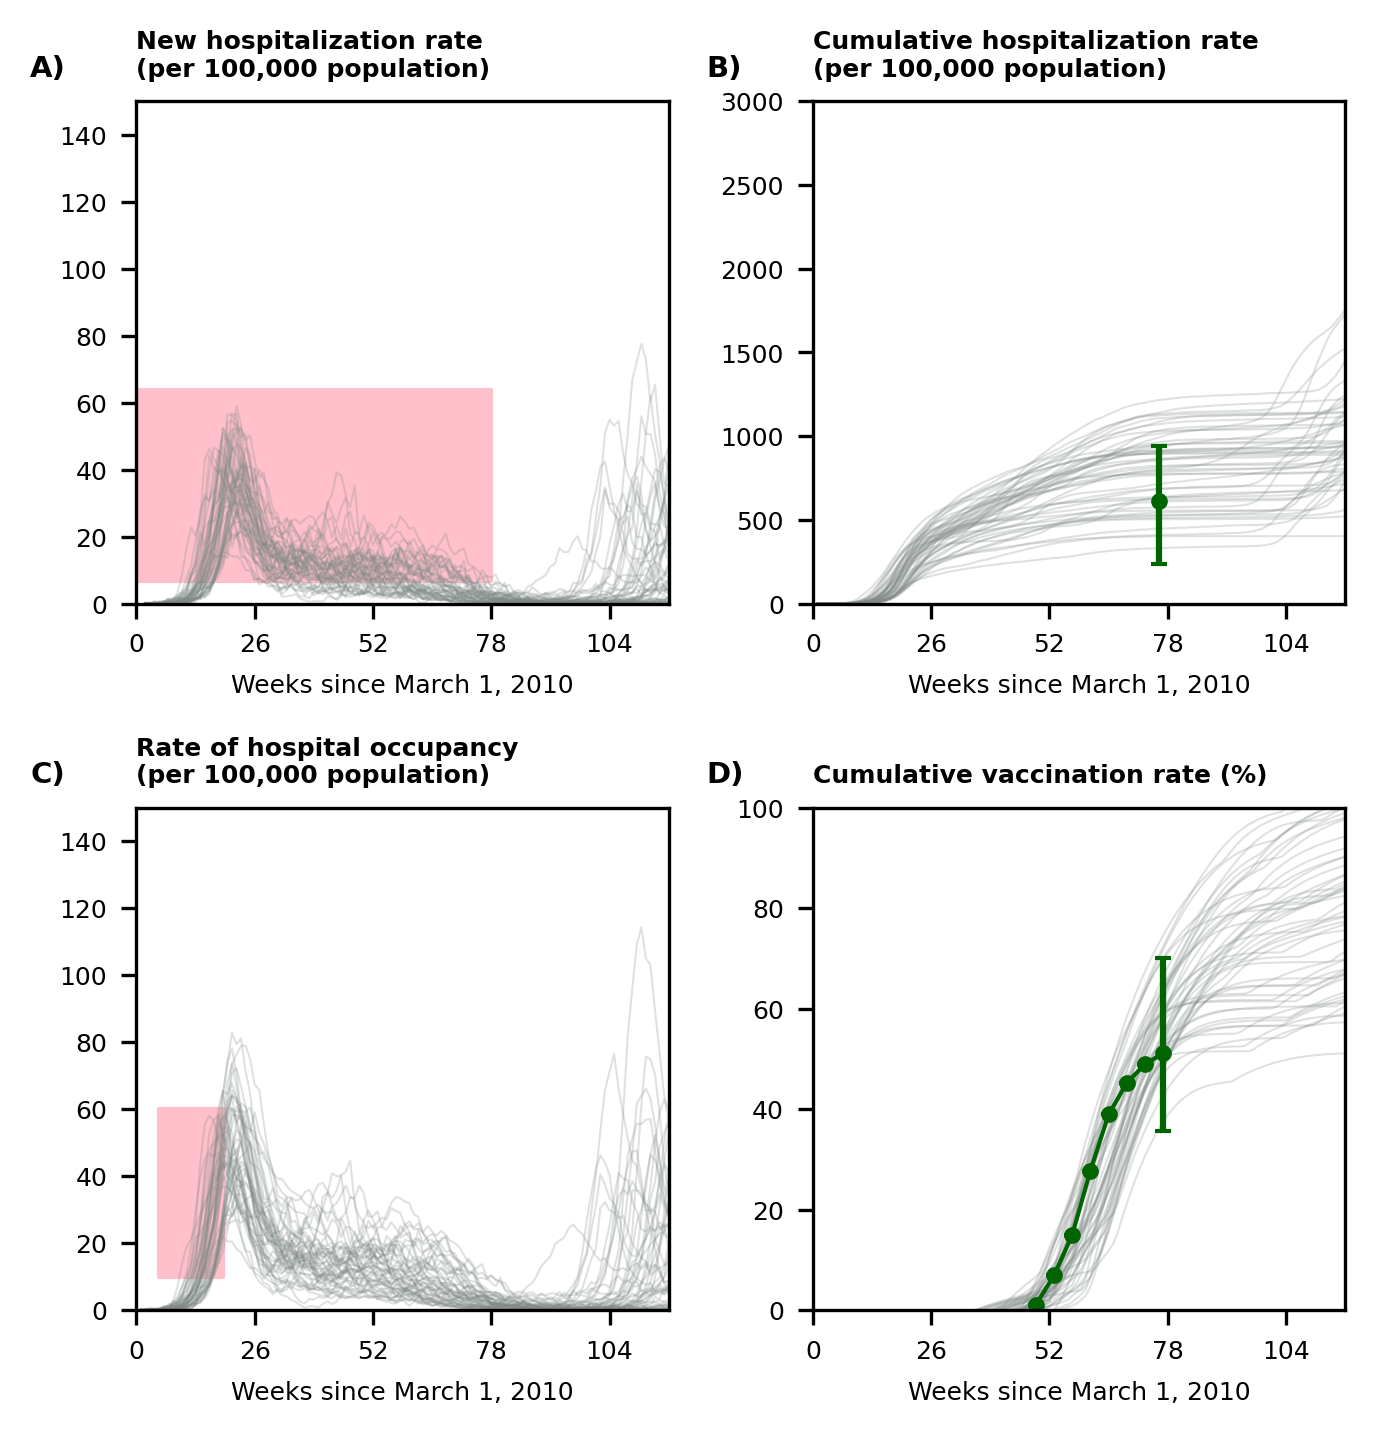 A)
New hospitalization rate
(per 100,000 population)
140
120
100
80
60
40
20
0
0 26 52 78 104
Weeks since March 1, 2010
B)
Cumulative hospitalization rate
(per 100,000 population)
3000
2500
2000
1500
1000
500
0
0 26 52 78 104
Weeks since March 1, 2010
C)
Rate of hospital occupancy
(per 100,000 population)
140
120
100
80
60
40
20
0
0 26 52 78 104
Weeks since March 1, 2010
D)
Cumulative vaccination rate (%)
100
80
60
40
20
0
0 26 52 78 104
Weeks since March 1, 2010